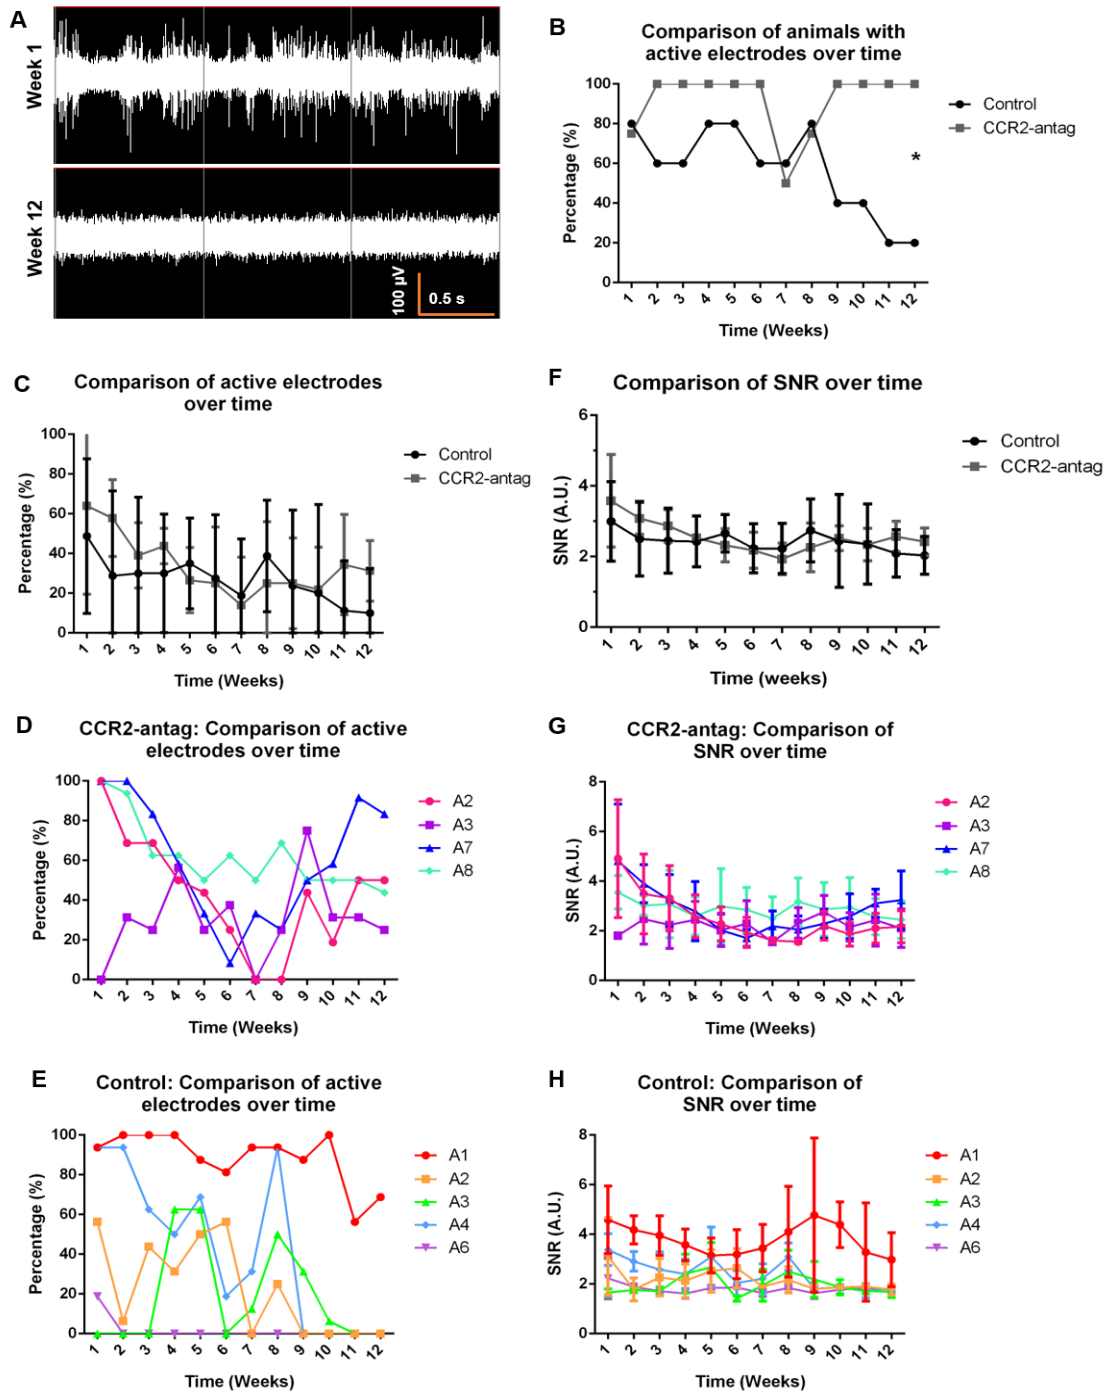 A
Week 1
Week 12
100 µV
0.5 s
B
Comparison of animals with
active electrodes over time
Percentage (%)
100
80
60
40
20
0
1 2 3 4 5 6 7 8 9 10 11 12
Time (Weeks)
Control
CCR2-antag
*
C
Comparison of active electrodes
over time
Percentage (%)
100
80
60
40
20
0
1 2 3 4 5 6 7 8 9 10 11 12
Time (Weeks)
Control
CCR2-antag
F
Comparison of SNR over time
SNR (A.U.)
6
4
2
0
1 2 3 4 5 6 7 8 9 10 11 12
Time (weeks)
Control
CCR2-antag
D
CCR2-antag: Comparison of active
electrodes over time
Percentage (%)
100
80
60
40
20
0
1 2 3 4 5 6 7 8 9 10 11 12
Time (Weeks)
A2
A3
A7
A8
G
CCR2-antag: Comparison of
SNR over time
SNR (A.U.)
8
6
4
2
0
1 2 3 4 5 6 7 8 9 10 11 12
Time (Weeks)
A2
A3
A7
A8
E
Control: Comparison of active
electrodes over time
Percentage (%)
100
80
60
40
20
0
1 2 3 4 5 6 7 8 9 10 11 12
Time (Weeks)
A1
A2
A3
A4
A6
H
Control: Comparison of
SNR over time
SNR (A.U.)
8
6
4
2
0
1 2 3 4 5 6 7 8 9 10 11 12
Time (Weeks)
A1
A2
A3
A4
A6